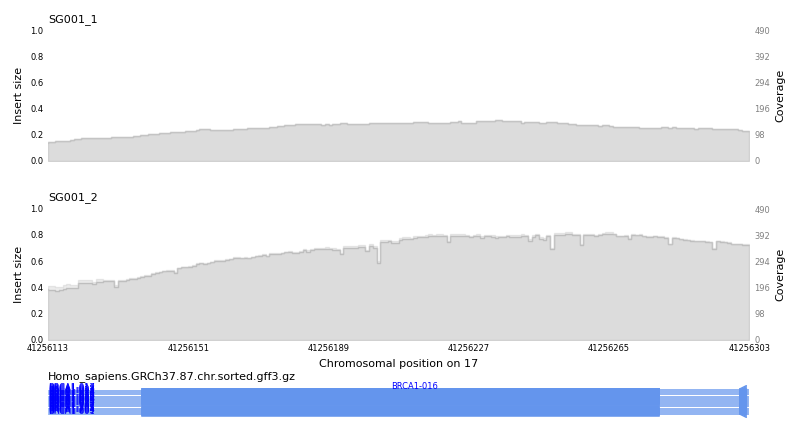 SG001_1
1.0
0.8
0.6
0.4
0.2
0.0
Insert size
490
392
294
196
98
0
Coverage
SG001_2
1.0
0.8
0.6
0.4
0.2
0.0
Insert size
490
392
294
196
98
0
Coverage
41256113 41256151 41256189 41256227 41256265 41256303
Chromosomal position on 17
Homo_sapiens.GRCh37.87.chr.sorted.gff3.gz
BRCA1-016